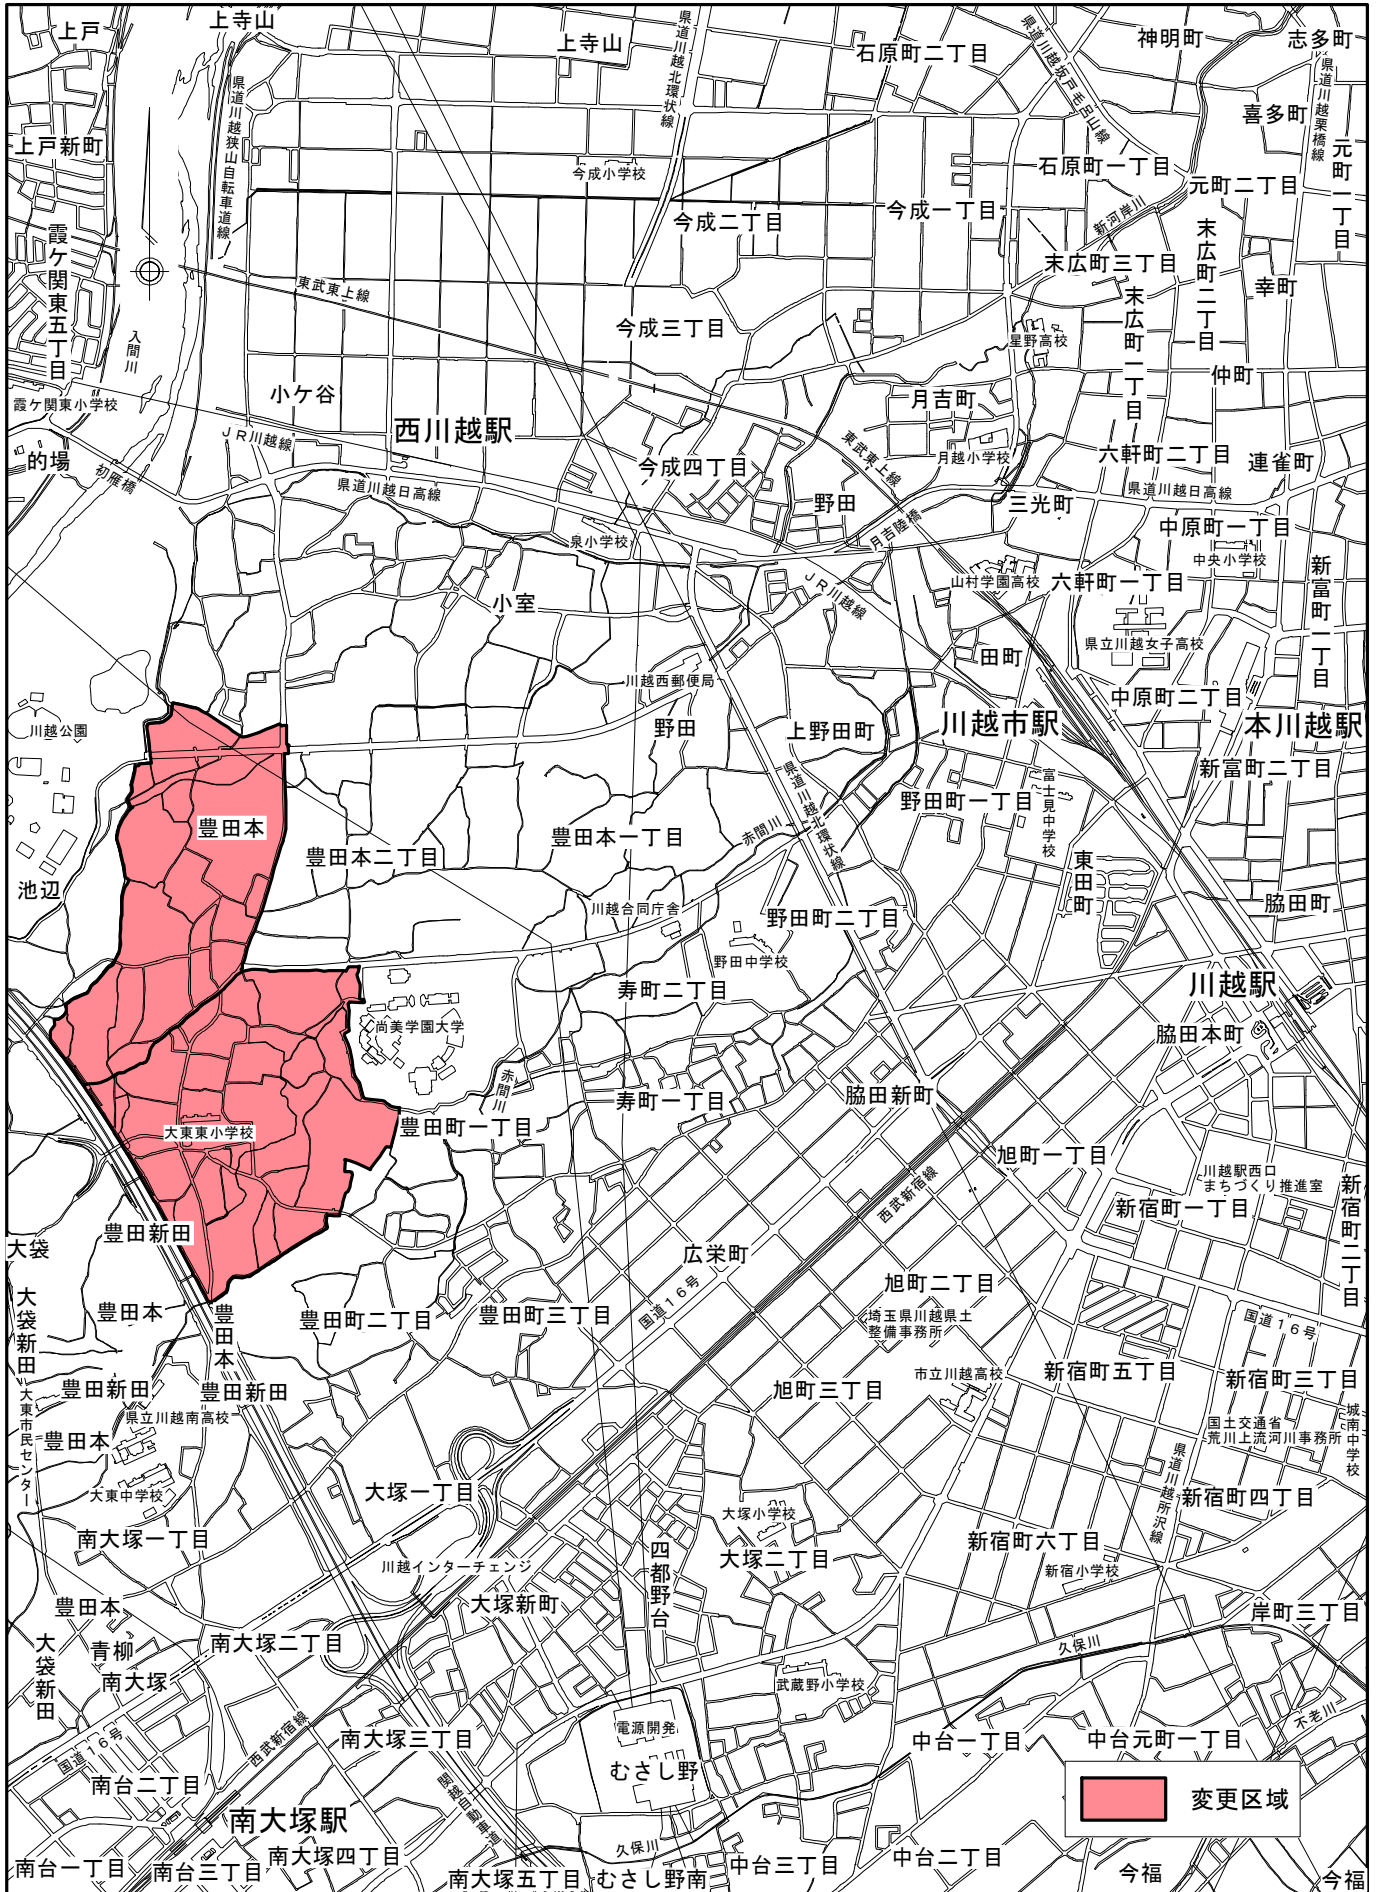 上戸
上寺山
上寺山
石原町二丁目
神明町
志多町
県道川越北環状線
県道川越坂戸毛呂山線
県道川越栗橋線
県道川越狭山自転車道線
喜多町
元町一丁目
上戸新町
今成小学校
石原町一丁目
元町二丁目
今成二丁目
今成一丁目
新河岸川
末広町二丁目
霞ケ関東五丁目
末広町三丁目
東武東上線
末広町一丁目
幸町
今成三丁目
星野高校
入間川
仲町
小ケ谷
霞ケ関東小学校
月吉町
西川越駅
JR川越線
東武東上線
月越小学校
六軒町二丁目
連雀町
的場
初雁橋
今成四丁目
県道川越日高線
県道川越日高線
野田
三光町
中原町一丁目
月吉陸橋
泉小学校
中央小学校
新富町一丁目
山村学園高校
六軒町一丁目
JR川越線
小室
県立川越女子高校
田町
川越西郵便局
中原町二丁目
川越公園
野田
上野田町
川越市駅
本川越駅
県道川越北環状線
富士見中学校
新富町二丁目
野田町一丁目
豊田本
豊田本一丁目
赤間川
豊田本二丁目
東田町
池辺
川越合同庁舎
野田町二丁目
脇田町
野田中学校
寿町二丁目
川越駅
尚美学園大学
脇田本町
赤間川
寿町一丁目
脇田新町
豊田町一丁目
大東東小学校
旭町一丁目
川越駅西口
まちづくり推進室
西武新宿線
新宿町一丁目
新宿町二丁目
豊田新田
大袋
広栄町
旭町二丁目
国道16号
大袋新田
豊田本
豊田本
豊田町二丁目
豊田町三丁目
埼玉県川越県土
整備事務所
国道16号
豊田新田
豊田新田
旭町三丁目
市立川越高校
新宿町五丁目
新宿町三丁目
大東市民センター
県立川越南高校
豊田本
国土交通省
荒川上流河川事務所
城南中学校
県道川越所沢線
大東中学校
大塚一丁目
新宿町四丁目
大塚小学校
南大塚一丁目
川越インターチェンジ
四都野台
大塚二丁目
新宿町六丁目
新宿小学校
豊田本
大塚新町
岸町三丁目
大袋新田
青柳
南大塚二丁目
久保川
南大塚
武蔵野小学校
不老川
電源開発
国道16号
西武新宿線
南大塚三丁目
中台一丁目
中台元町一丁目
むさし野
南台二丁目
関越自動車道
変更区域
南大塚駅
久保川
南台一丁目
南台三丁目
南大塚四丁目
南大塚五丁目
むさし野南
中台三丁目
中台二丁目
今福
今福